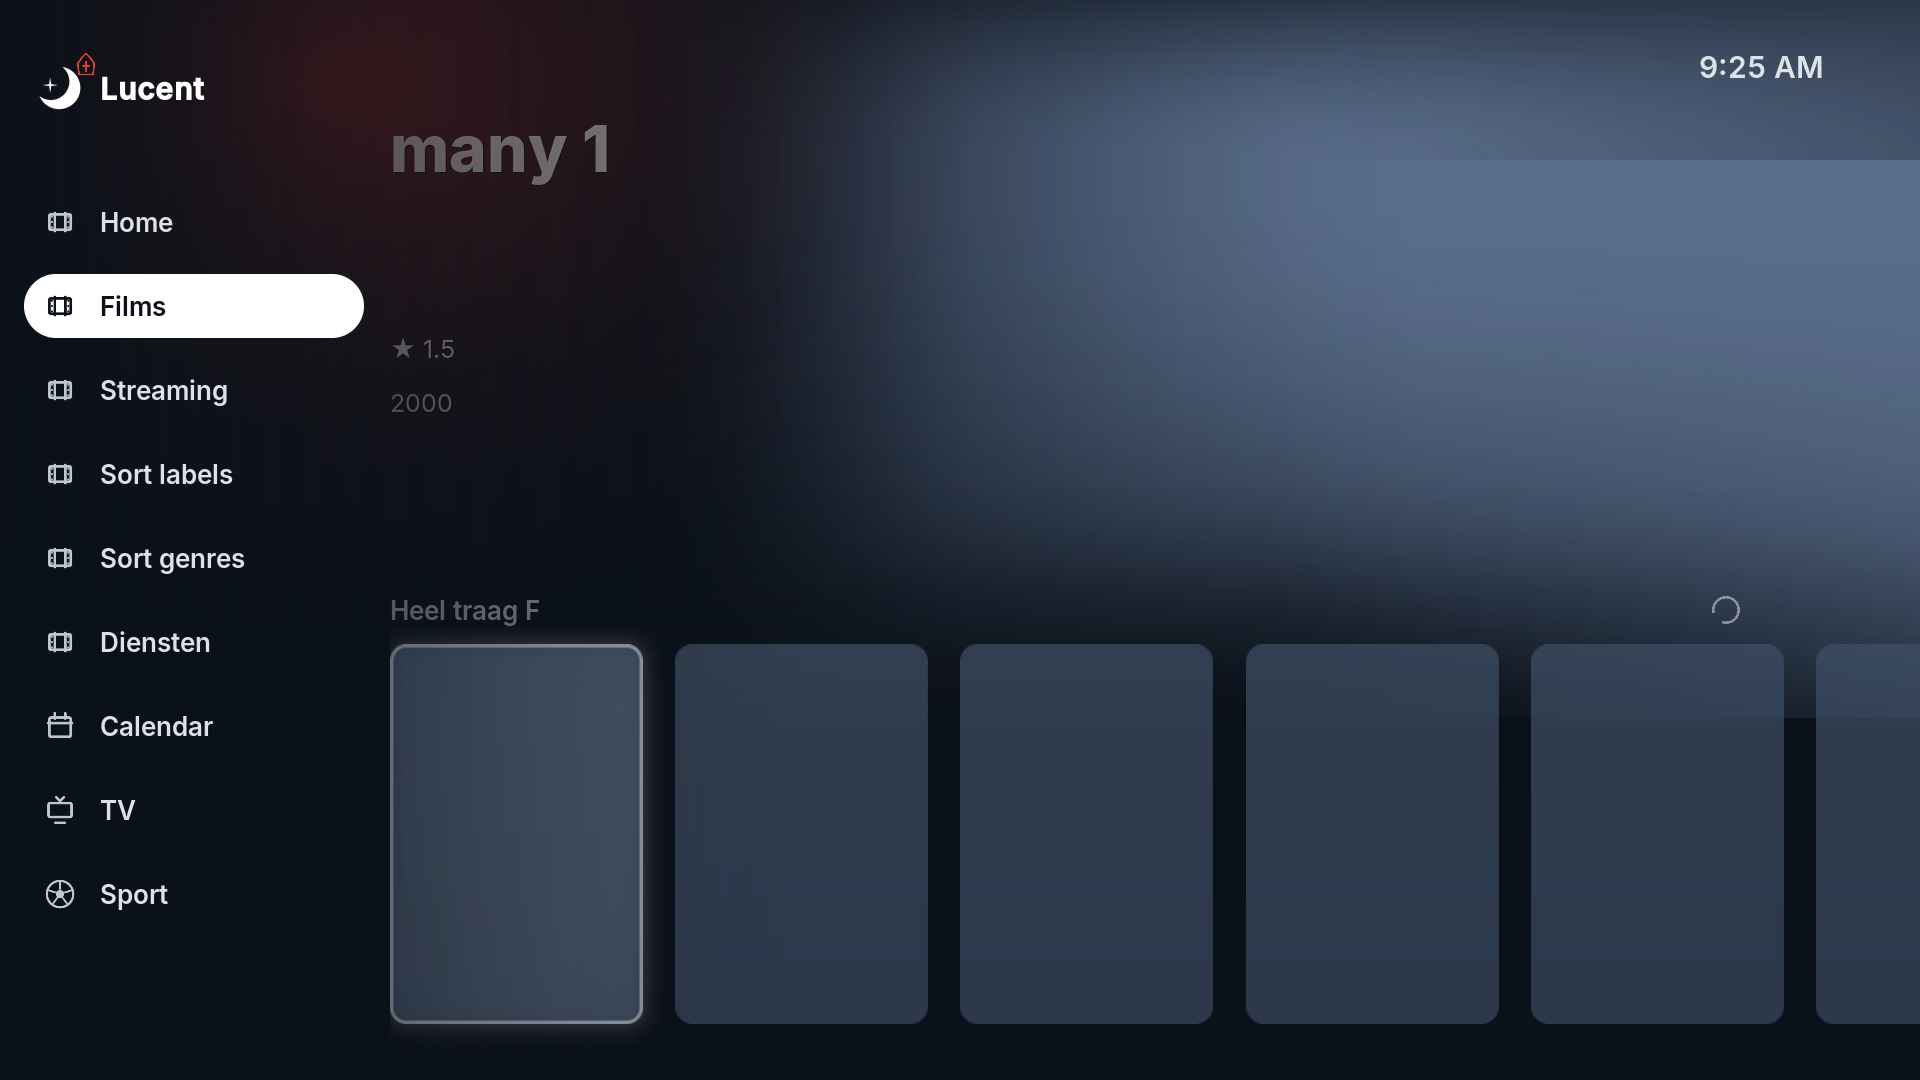 Lucent
9:25 AM
many 1
Home
Films
★ 1.5
Streaming
2000
Sort labels
Sort genres
Heel traag F
Diensten
Calendar
TV
Sport